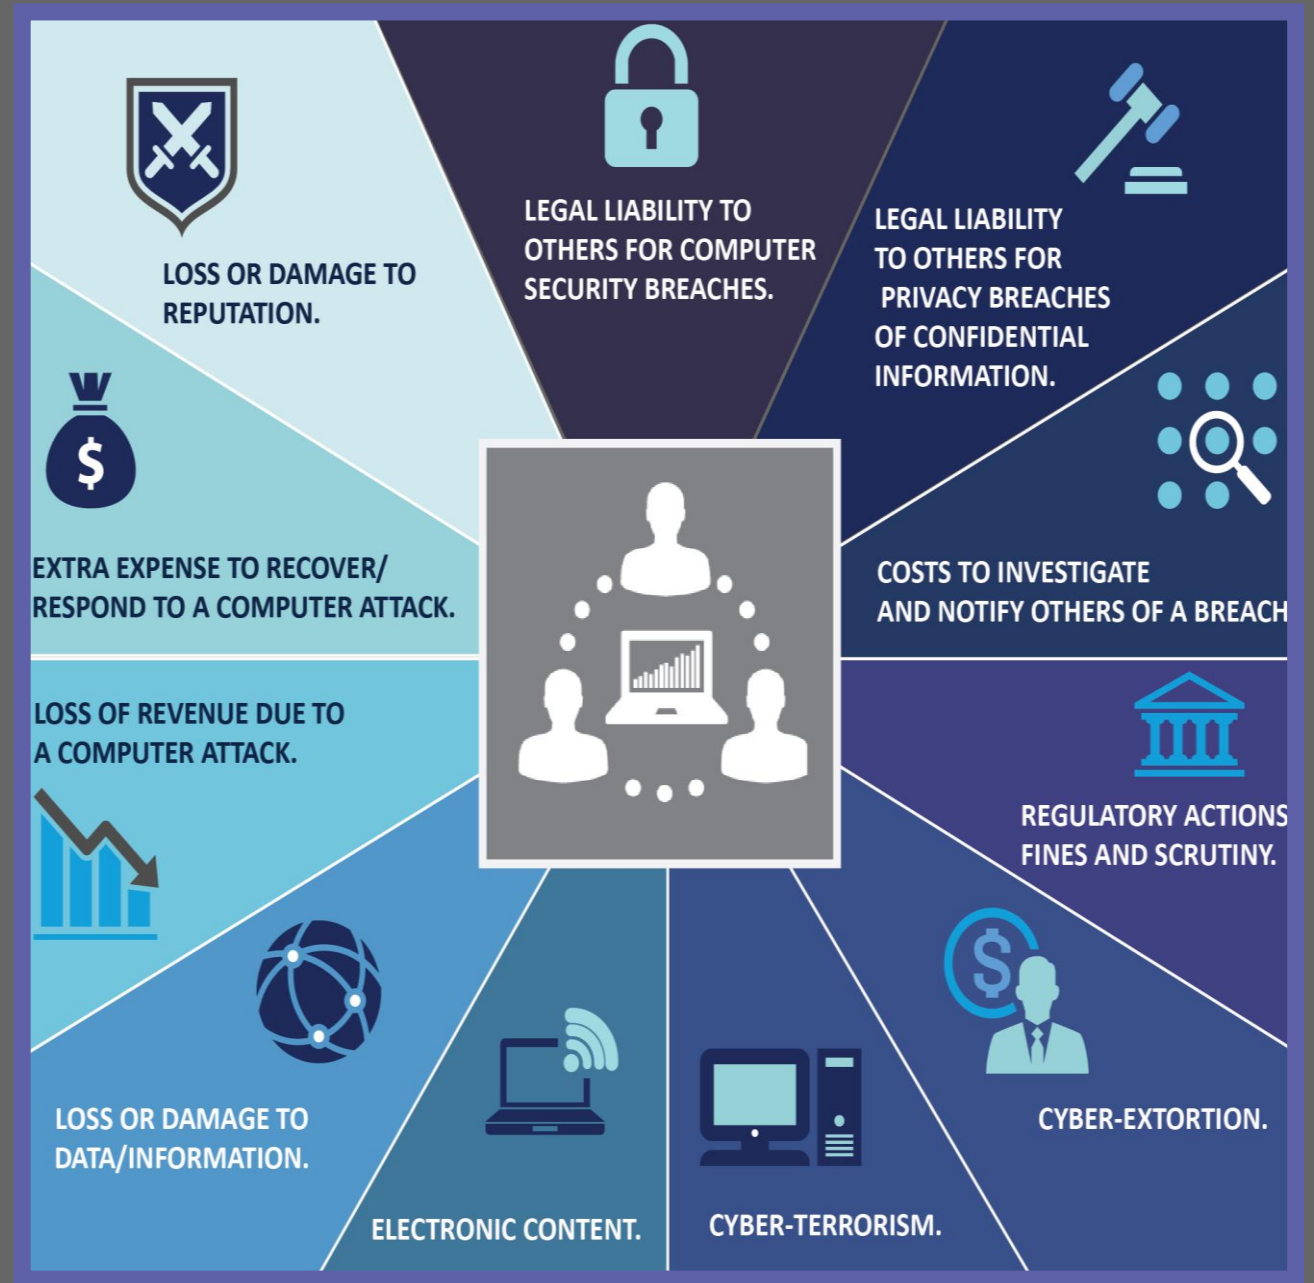 LOSS OR DAMAGE TO
REPUTATION.
LEGAL LIABILITY TO
OTHERS FOR COMPUTER
SECURITY BREACHES.
LEGAL LIABILITY
TO OTHERS FOR
PRIVACY BREACHES
OF CONFIDENTIAL
INFORMATION.
$
EXTRA EXPENSE TO RECOVER/
RESPOND TO A COMPUTER ATTACK.
COSTS TO INVESTIGATE
AND NOTIFY OTHERS OF A BREACH
LOSS OF REVENUE DUE TO
A COMPUTER ATTACK.
REGULATORY ACTIONS
FINES AND SCRUTINY.
$
LOSS OR DAMAGE TO
DATA/INFORMATION.
ELECTRONIC CONTENT.
CYBER-TERRORISM.
CYBER-EXTORTION.